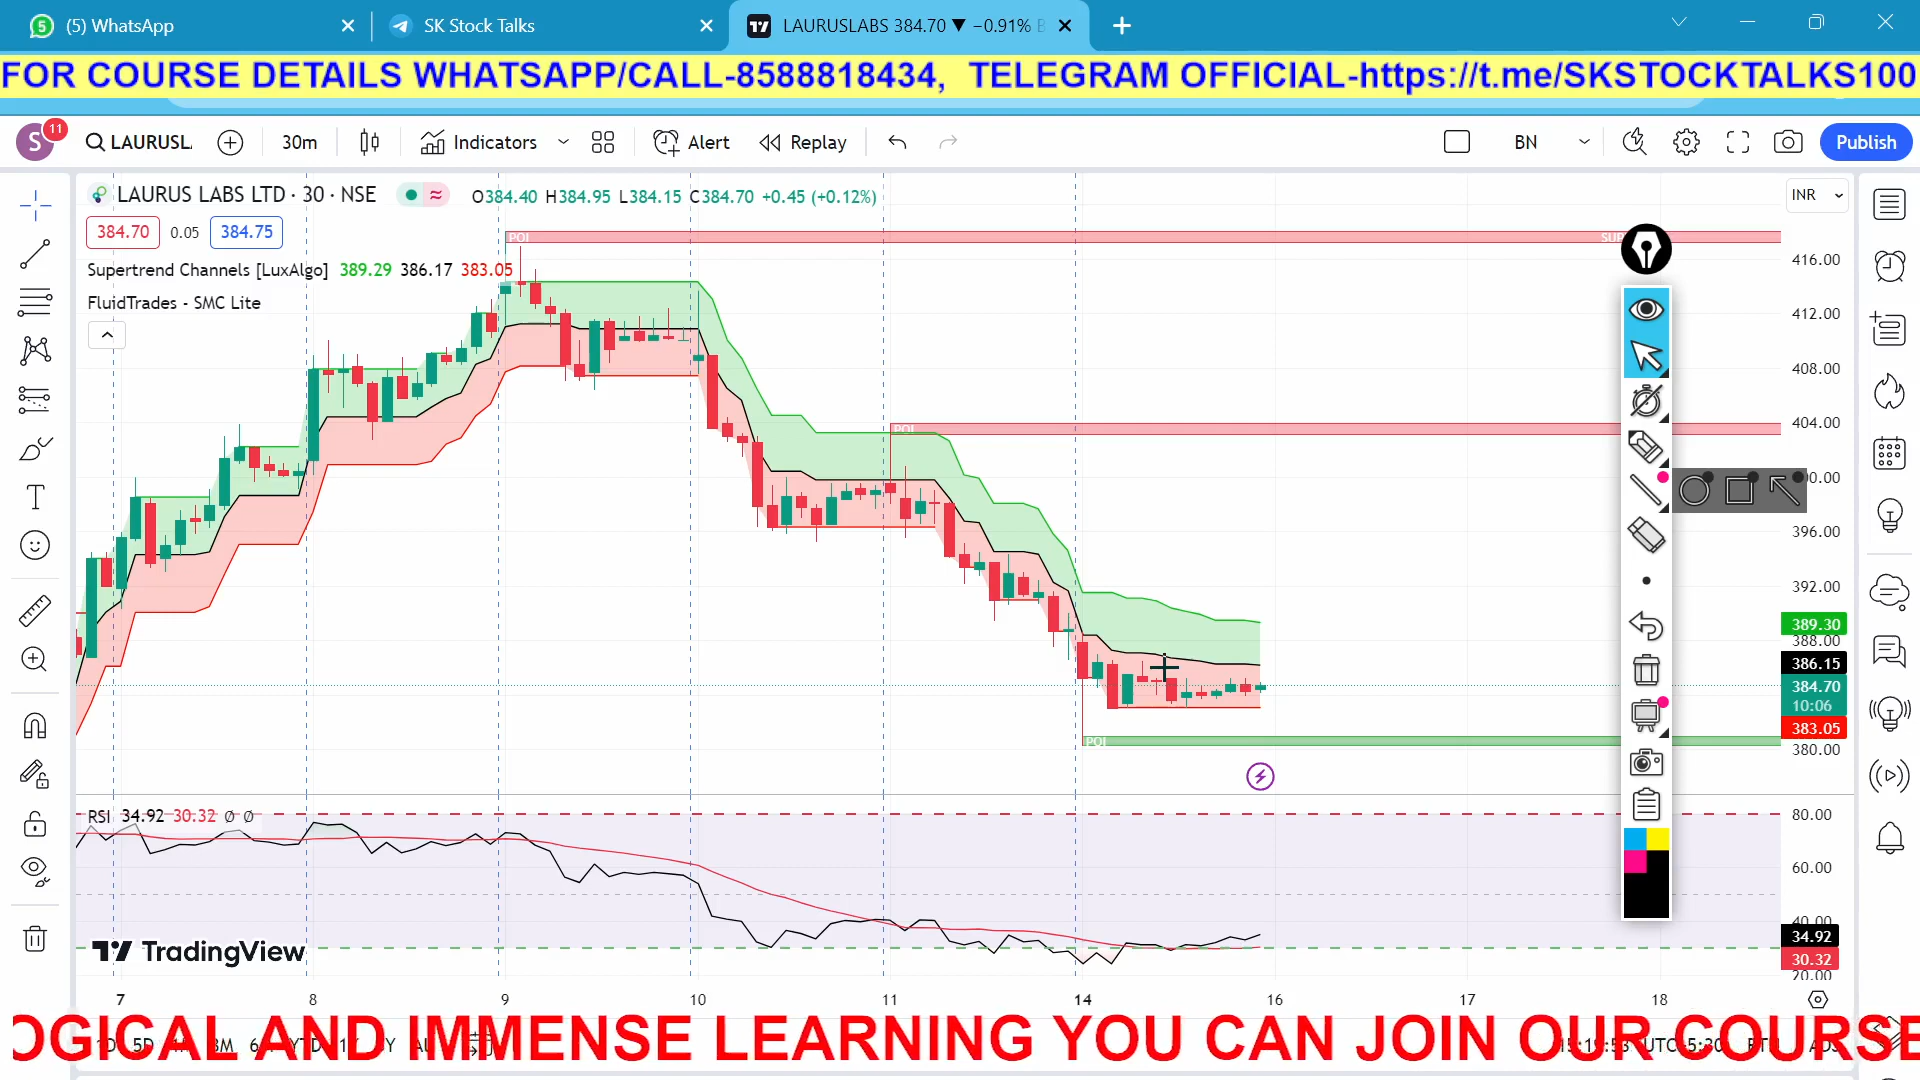 (5) WhatsApp
SK Stock Talks
LAURUSLABS 384.70 ▼ −0.91%
FOR COURSE DETAILS WHATSAPP/CALL-8588818434, TELEGRAM OFFICIAL-https://t.me/SKSTOCKTALKS100
S 11 LAURUSL 30m Indicators Alert Replay BN Publish
LAURUS LABS LTD · 30 · NSE O384.40 H384.95 L384.15 C384.70 +0.45 (+0.12%) INR
384.70 0.05 384.75
Supertrend Channels [LuxAlgo] 389.29 386.17 383.05
FluidTrades - SMC Lite
POI
416.00
412.00
408.00
404.00
POI
396.00
392.00
389.30
388.00
386.15
384.70
10:06
383.05
POI
380.00
RSI 34.92 30.32 ∅ ∅
80.00
60.00
40.00
34.92
30.32
20.00
TradingView
7 8 9 10 11 14 16 17 18
OGICAL AND IMMENSE LEARNING YOU CAN JOIN OUR COURSE